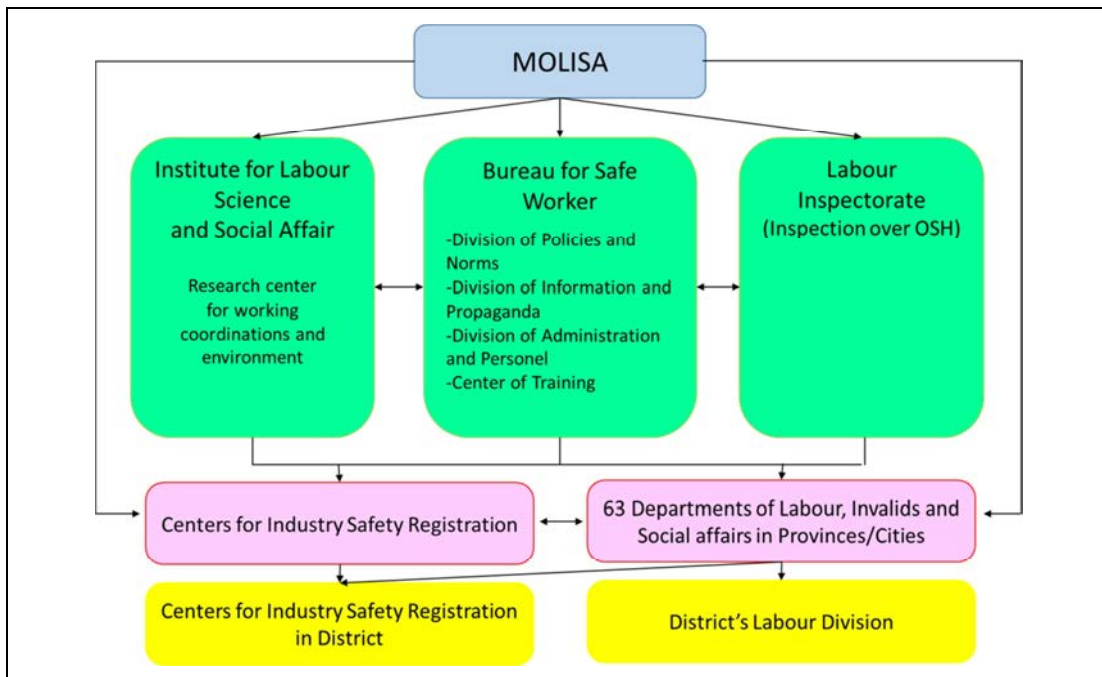 MOLISA
Institute for Labour
Science
and Social Affair
Research center
for working
coordinations and
environment
Bureau for Safe
Worker
-Division of Policies and
Norms
-Division of Information and
Propaganda
-Division of Administration
and Personel
-Center of Training
Labour
Inspectorate
(Inspection over OSH)
Centers for Industry Safety Registration
63 Departments of Labour, Invalids and
Social affairs in Provinces/Cities
Centers for Industry Safety Registration
in District
District's Labour Division